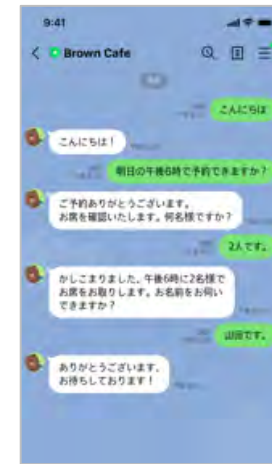 9:41
Brown Cafe
こんにちは
こんにちは！
明日の午後6時で予約できますか？
ご予約ありがとうございます。
お席を確認いたします。何名様ですか？
2人です。
かしこまりました。午後6時に2名様で
お席をお取りします。お名前をお伺い
できますか？
山田です。
ありがとうございます。
お待ちしております！